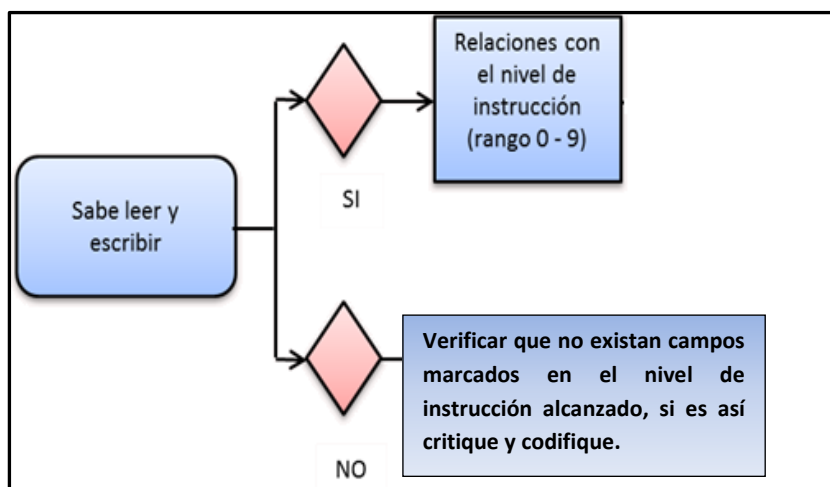 Relaciones con
el nivel de
instrucción
(rango 0 - 9)
SI
Sabe leer y
escribir
Verificar que no existan campos
marcados en el nivel de
instrucción alcanzado, si es así
critique y codifique.
NO